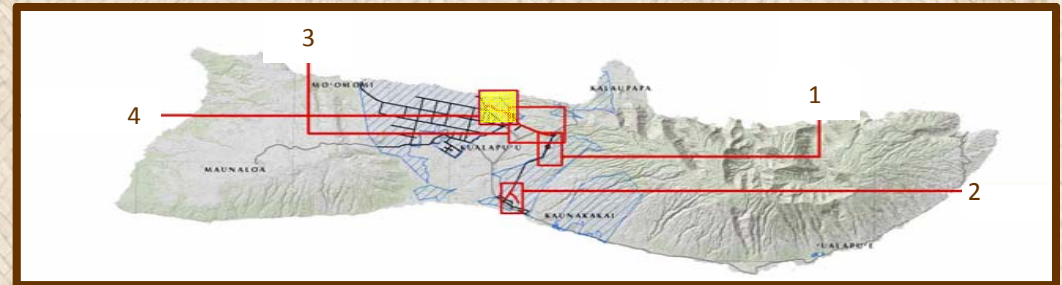 3
MO'OMOMI
KALAUPAPA
1
4
KUALAPU'U
MAUNALOA
2
KAUNAKAKAI
'UALAPU'E